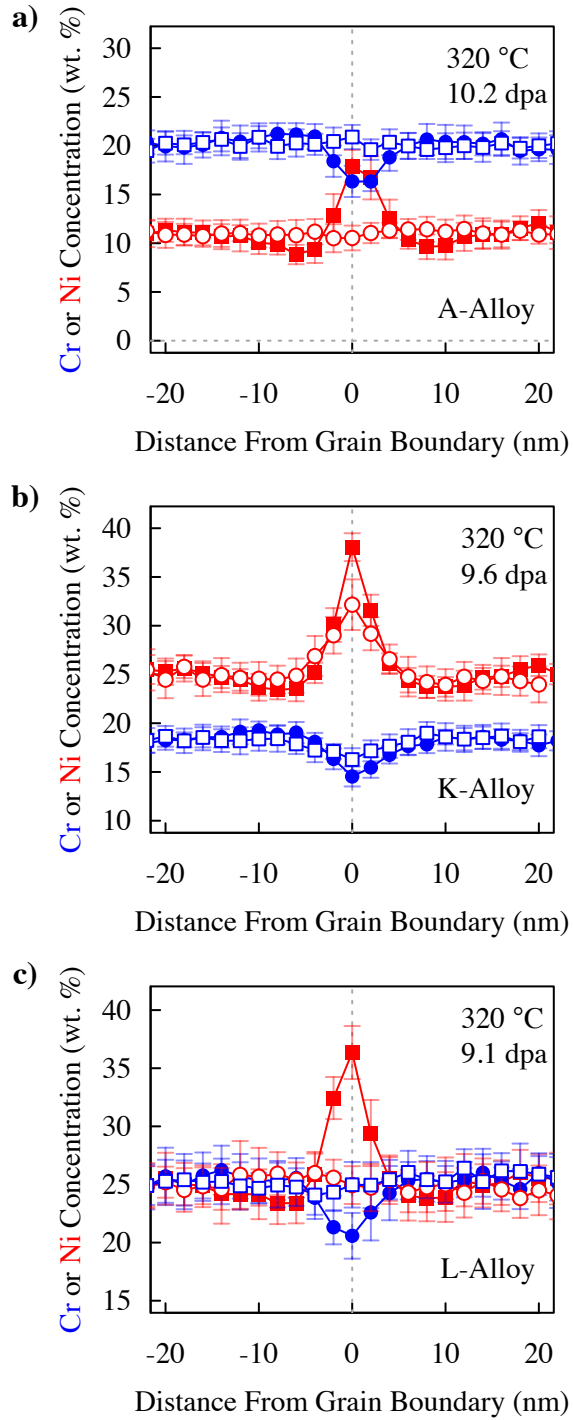 a)
Cr or Ni Concentration (wt. %)
30
25
20
15
10
5
0
320 °C
10.2 dpa
A-Alloy
-20 -10 0 10 20
Distance From Grain Boundary (nm)
b)
Cr or Ni Concentration (wt. %)
40
35
30
25
20
15
10
320 °C
9.6 dpa
K-Alloy
-20 -10 0 10 20
Distance From Grain Boundary (nm)
c)
Cr or Ni Concentration (wt. %)
40
35
30
25
20
15
320 °C
9.1 dpa
L-Alloy
-20 -10 0 10 20
Distance From Grain Boundary (nm)